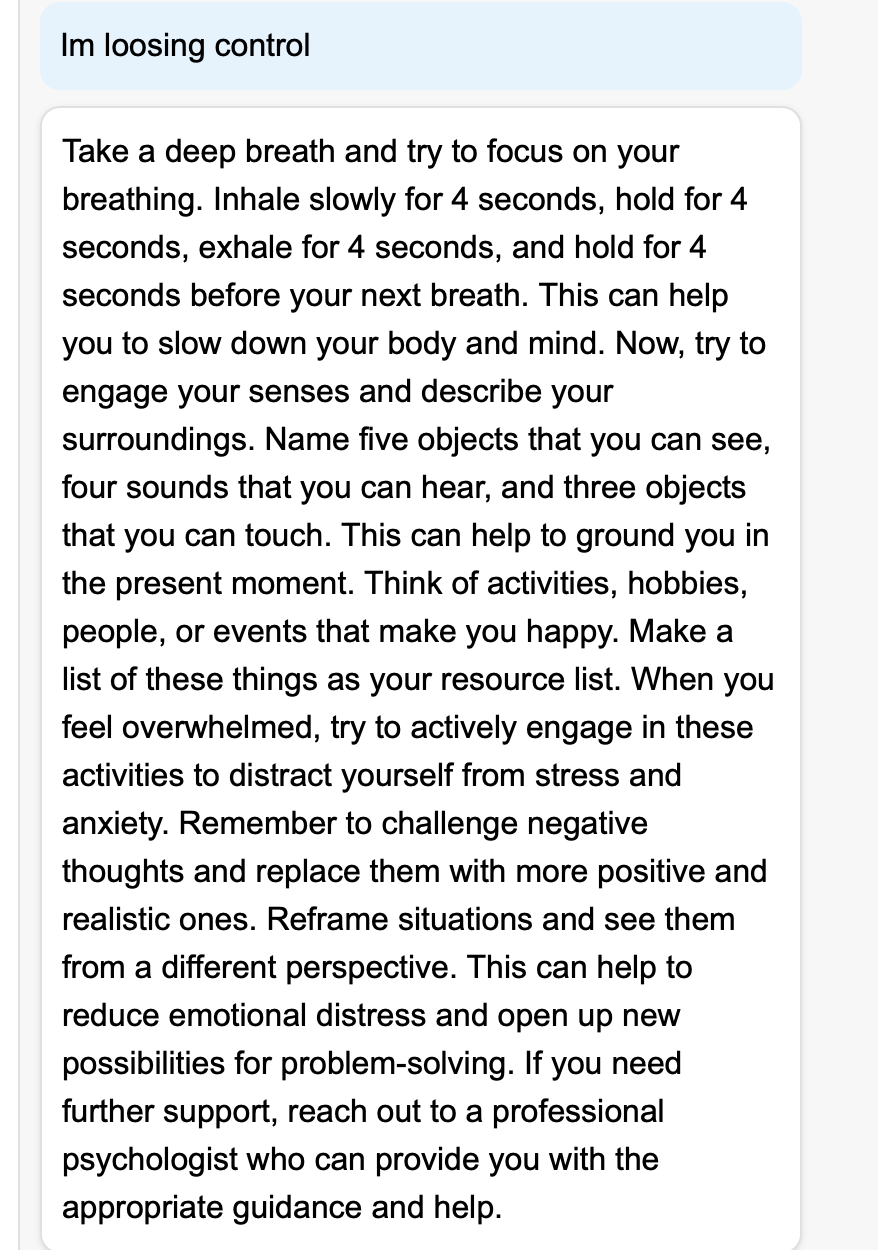 Im loosing control
Take a deep breath and try to focus on your
breathing. Inhale slowly for 4 seconds, hold for 4
seconds, exhale for 4 seconds, and hold for 4
seconds before your next breath. This can help
you to slow down your body and mind. Now, try to
engage your senses and describe your
surroundings. Name five objects that you can see,
four sounds that you can hear, and three objects
that you can touch. This can help to ground you in
the present moment. Think of activities, hobbies,
people, or events that make you happy. Make a
list of these things as your resource list. When you
feel overwhelmed, try to actively engage in these
activities to distract yourself from stress and
anxiety. Remember to challenge negative
thoughts and replace them with more positive and
realistic ones. Reframe situations and see them
from a different perspective. This can help to
reduce emotional distress and open up new
possibilities for problem-solving. If you need
further support, reach out to a professional
psychologist who can provide you with the
appropriate guidance and help.